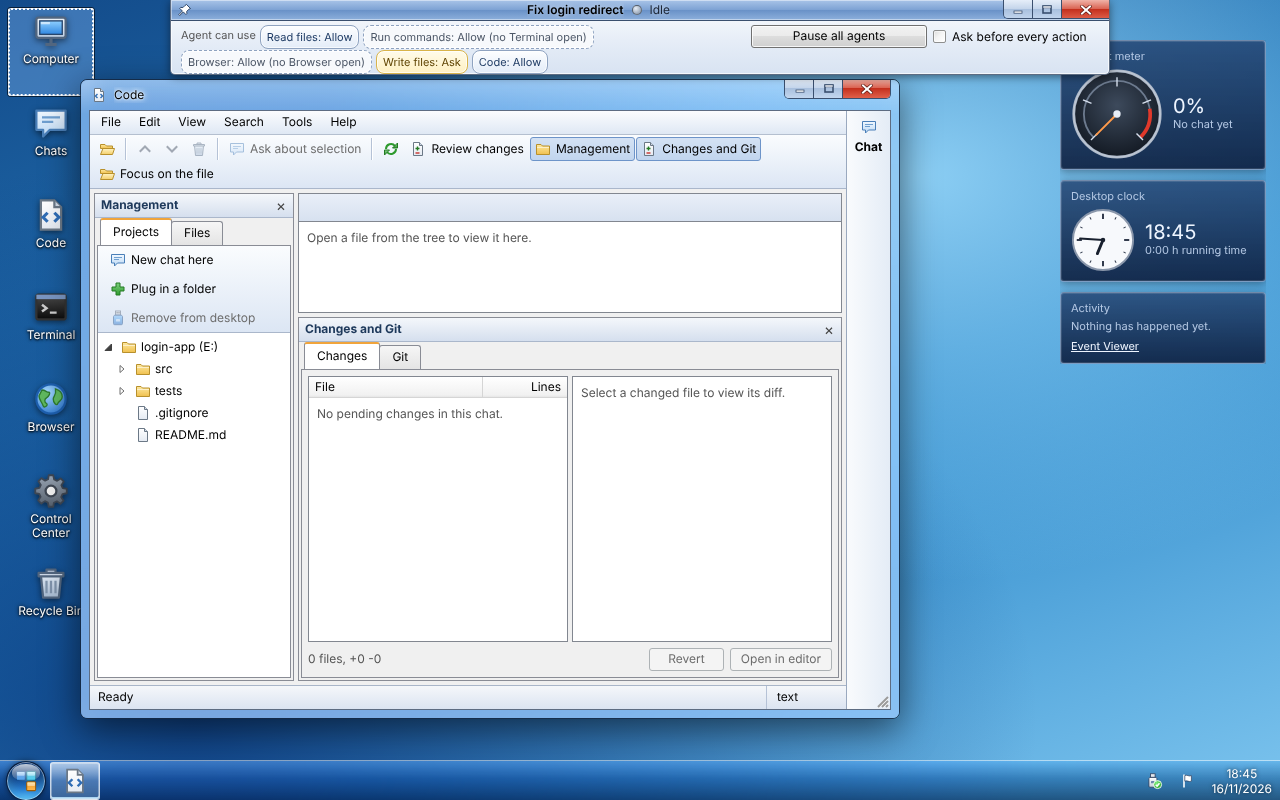 Fix login redirect Idle
Agent can use Read files: Allow Run commands: Allow (no Terminal open)
Browser: Allow (no Browser open) Write files: Ask Code: Allow
Pause all agents Ask before every action
Computer
Chats
Code
Terminal
Browser
Control
Center
Recycle Bin
Code
File Edit View Search Tools Help
Ask about selection Review changes Management Changes and Git
Focus on the file
Chat
Management
Projects Files
New chat here
Plug in a folder
Remove from desktop
login-app (E:)
src
tests
.gitignore
README.md
Open a file from the tree to view it here.
Changes and Git
Changes Git
File Lines
No pending changes in this chat.
Select a changed file to view its diff.
0 files, +0 -0
Revert Open in editor
Ready text
meter
0%
No chat yet
Desktop clock
18:45
0:00 h running time
Activity
Nothing has happened yet.
Event Viewer
18:45
16/11/2026